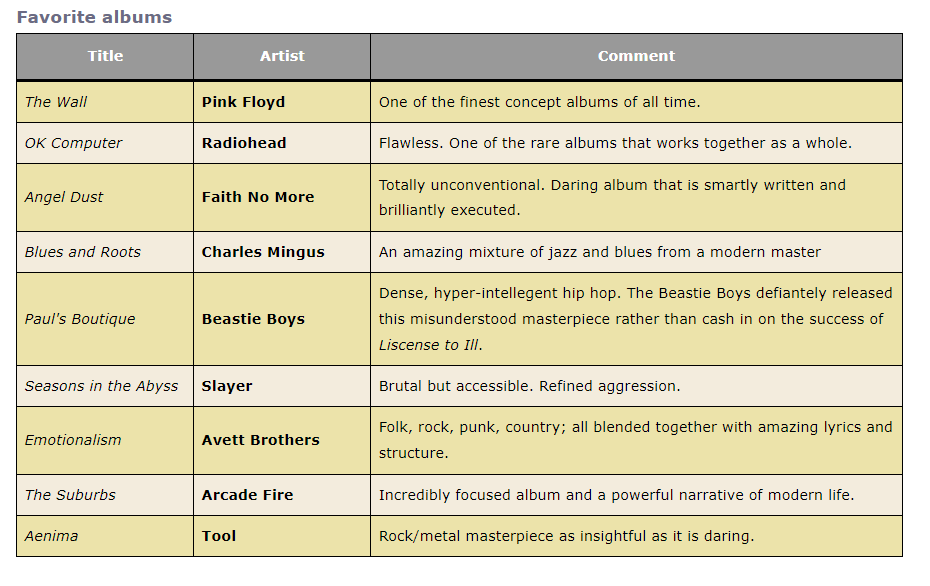 Favorite albums
Title Artist Comment
The Wall Pink Floyd One of the finest concept albums of all time.
OK Computer Radiohead Flawless. One of the rare albums that works together as a whole.
Angel Dust Faith No More Totally unconventional. Daring album that is smartly written and
brilliantly executed.
Blues and Roots Charles Mingus An amazing mixture of jazz and blues from a modern master
Paul's Boutique Beastie Boys Dense, hyper-intellegent hip hop. The Beastie Boys defiantely released
this misunderstood masterpiece rather than cash in on the success of
Liscense to Ill.
Seasons in the Abyss Slayer Brutal but accessible. Refined aggression.
Emotionalism Avett Brothers Folk, rock, punk, country; all blended together with amazing lyrics and
structure.
The Suburbs Arcade Fire Incredibly focused album and a powerful narrative of modern life.
Aenima Tool Rock/metal masterpiece as insightful as it is daring.